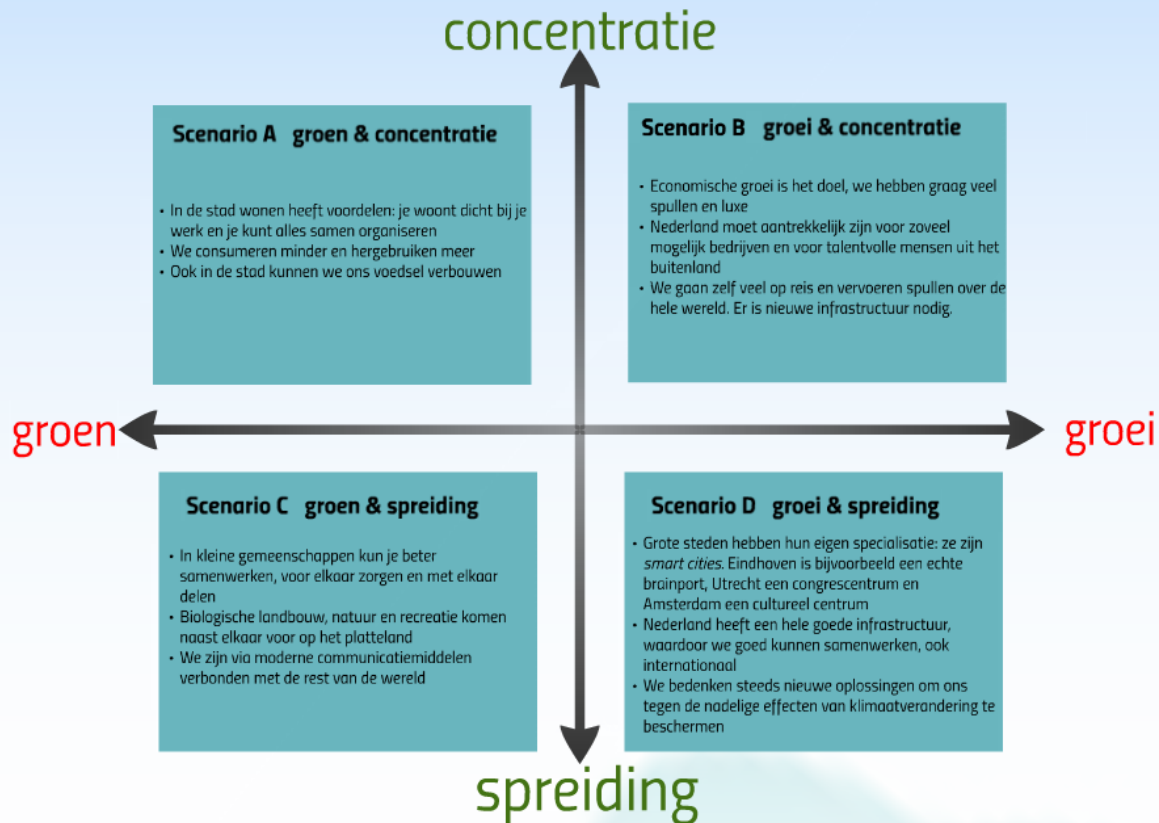 concentratie
Scenario A groen & concentratie
• In de stad wonen heeft voordelen: je woont dicht bij je
werk en je kunt alles samen organiseren
• We consumeren minder en hergebruiken meer
• Ook in de stad kunnen we ons voedsel verbouwen
Scenario B groei & concentratie
• Economische groei is het doel, we hebben graag veel
spullen en luxe
• Nederland moet aantrekkelijk zijn voor zoveel
mogelijk bedrijven en voor talentvolle mensen uit het
buitenland
• We gaan zelf veel op reis en vervoeren spullen over de
hele wereld. Er is nieuwe infrastructuur nodig.
groen
groei
Scenario C groen & spreiding
• In kleine gemeenschappen kun je beter
samenwerken, voor elkaar zorgen en met elkaar
delen
• Biologische landbouw, natuur en recreatie komen
naast elkaar voor op het platteland
• We zijn via moderne communicatiemiddelen
verbonden met de rest van de wereld
Scenario D groei & spreiding
• Grote steden hebben hun eigen specialisatie: ze zijn
smart cities. Eindhoven is bijvoorbeeld een echte
brainport, Utrecht een congrescentrum en
Amsterdam een cultureel centrum
• Nederland heeft een hele goede infrastructuur,
waardoor we goed kunnen samenwerken, ook
internationaal
• We bedenken steeds nieuwe oplossingen om ons
tegen de nadelige effecten van klimaatverandering te
beschermen
spreiding